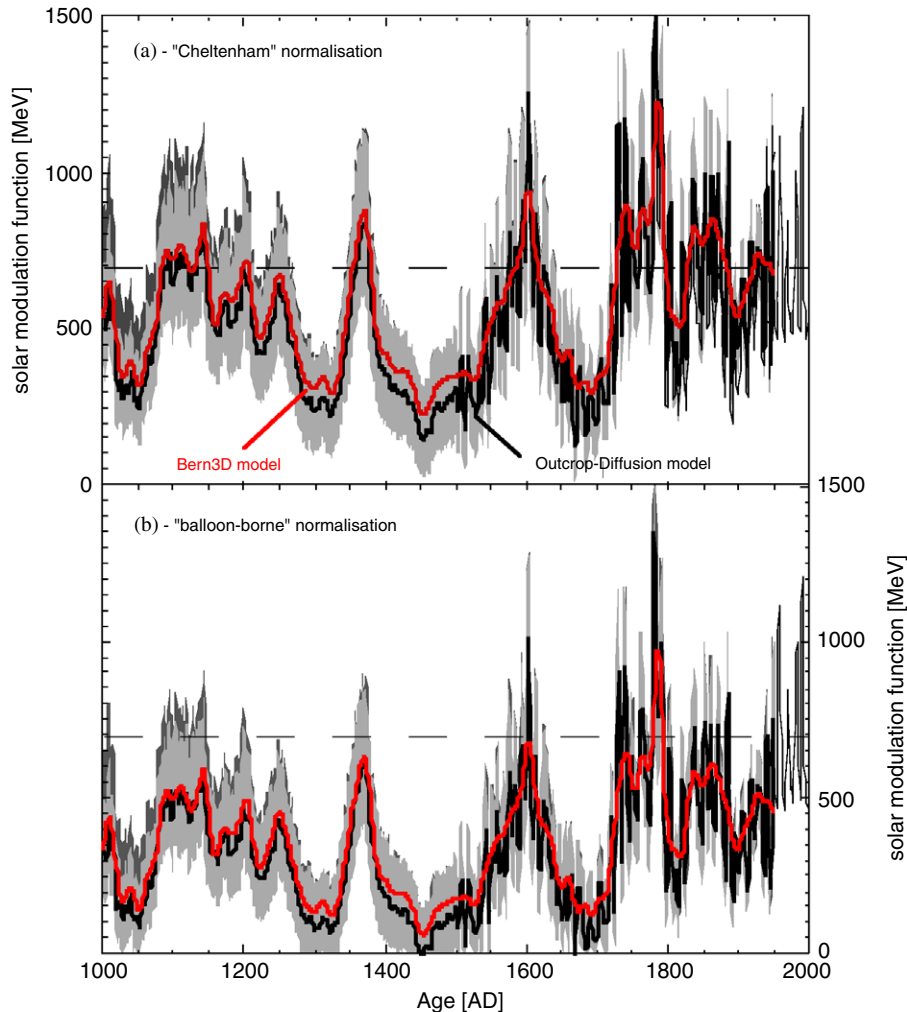 1500
(a) - "Cheltenham" normalisation
solar modulation function [MeV]
1000
500
Bern3D model
Outcrop-Diffusion model
0
1500
(b) - "balloon-borne" normalisation
solar modulation function [MeV]
1000
500
0
1000 1200 1400 1600 1800 2000
Age [AD]